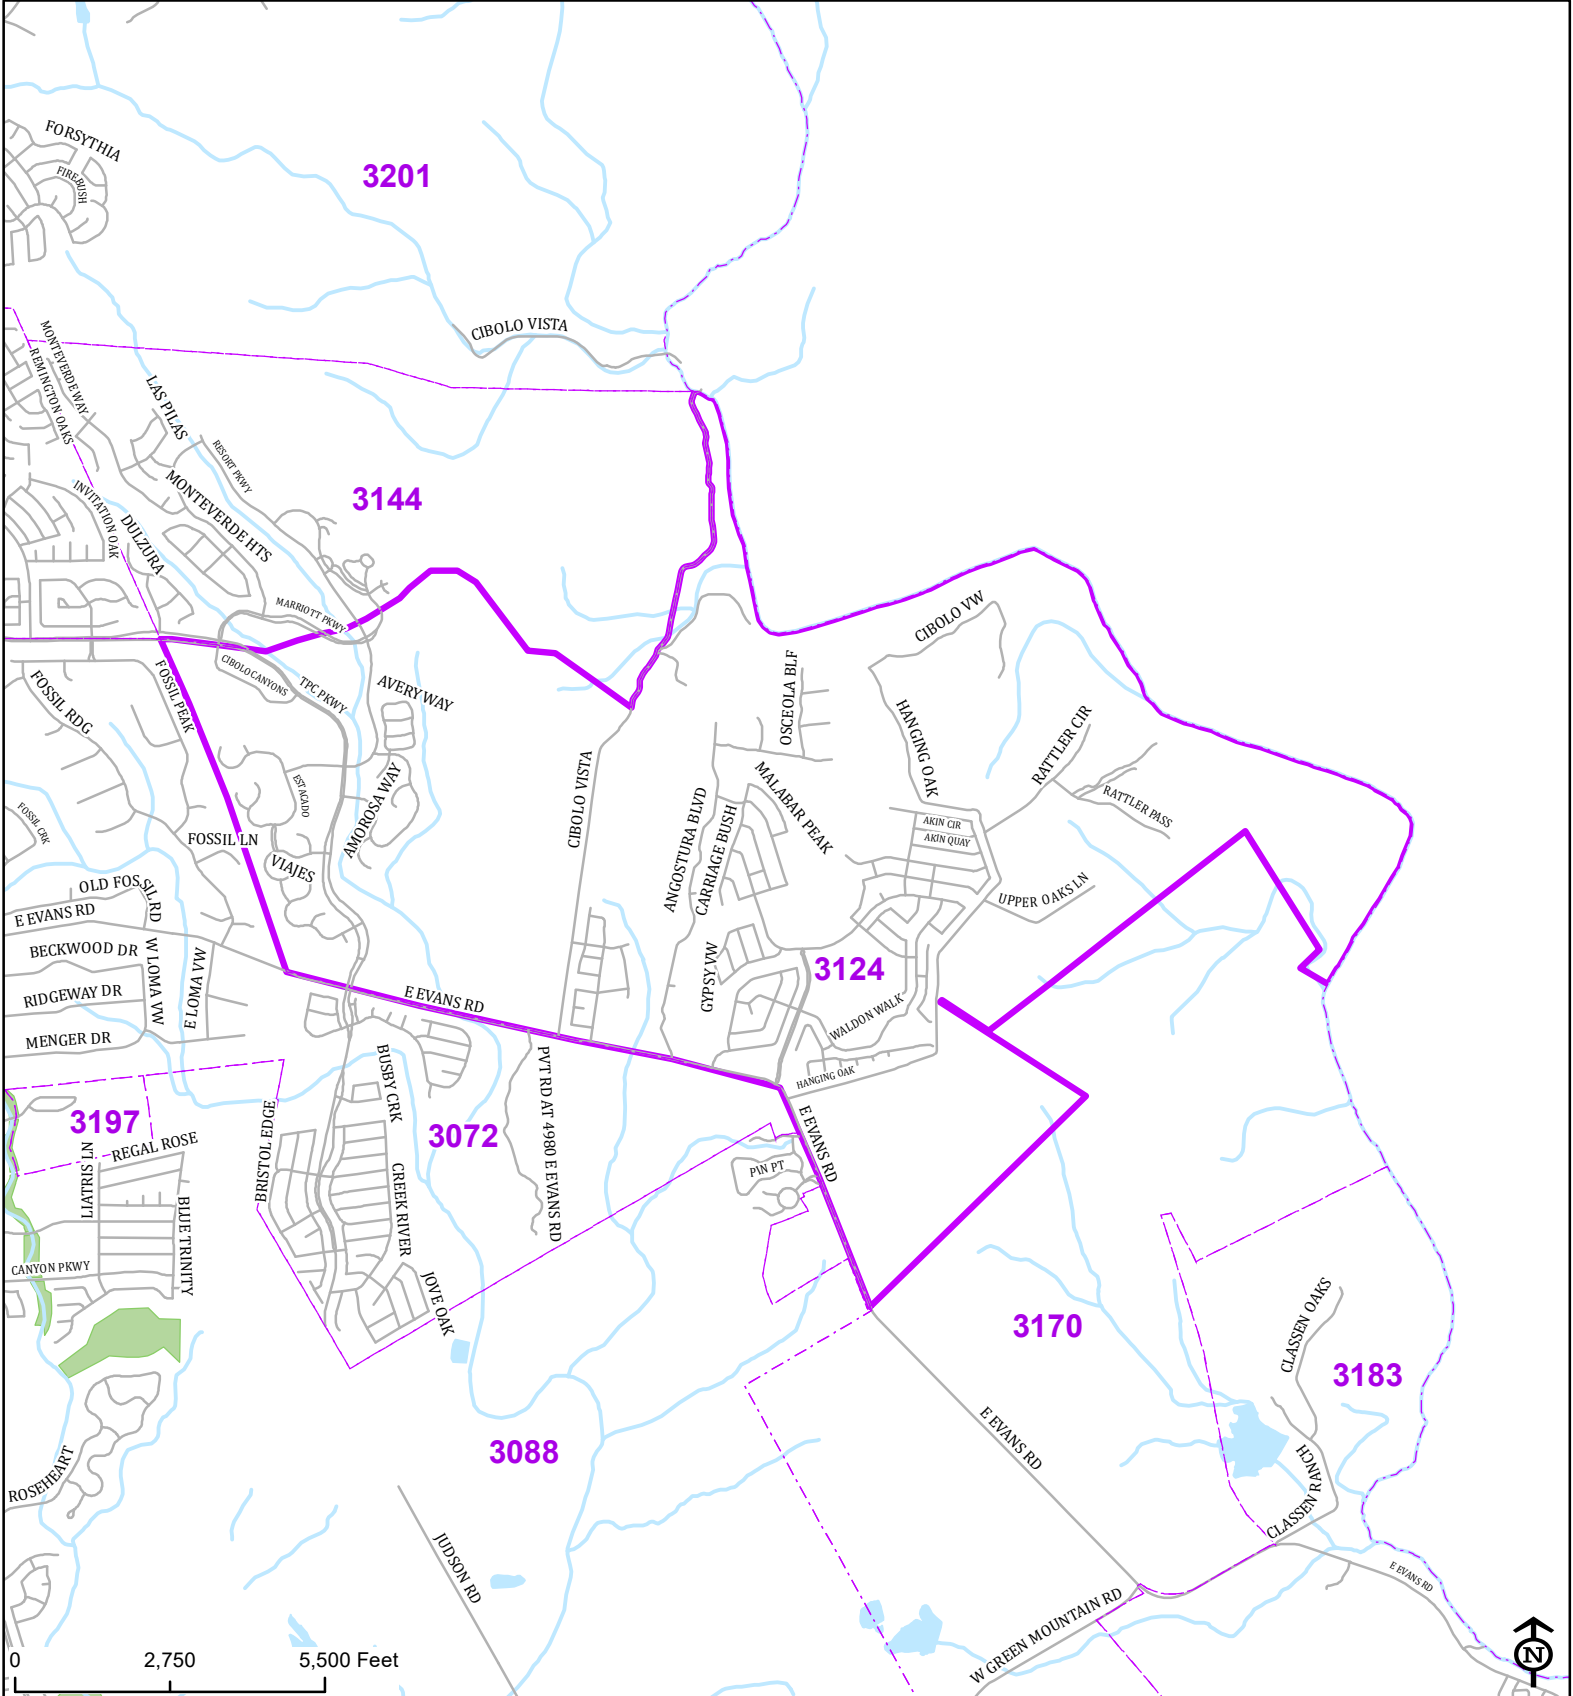 FORSYTHIA
FIREBUSH
3201
CIBOLO VISTA
MONTEVERDE WAY
REMINGTON OAKS
LAS PILAS
RESORT PKWY
3144
MONTEVERDE HTS
INVITATION OAK
DULZURA
MARRIOTT PKWY
CIBOLO VW
CIBOLO CANYONS
TPC PKWY
AVERY WAY
FOSSIL PEAK
FOSSIL RDG
OSCEOLA BLF
HANGING OAK
RATTLER CIR
RATTLER PASS
ESTACADO
AMOROSA WAY
CIBOLO VISTA
MALABAR PEAK
ANGOSTURA BLVD
CARRIAGE BUSH
FOSSIL CRK
FOSSIL LN
VIAJES
AKIN CIR
AKIN QUAY
UPPER OAKS LN
OLD FOSSIL RD
E EVANS RD
BECKWOOD DR
W LOMA VW
E LOMA VW
RIDGEWAY DR
MENGER DR
GYPSY VW
3124
E EVANS RD
WALDON WALK
HANGING OAK
BUSBY CRK
PVT RD AT 4980 E EVANS RD
3197
3072
E EVANS RD
REGAL ROSE
LIATRIS LN
BRISTOL EDGE
CREEK RIVER
PIN PT
BLUE TRINITY
CANYON PKWY
JOVE OAK
3170
CLASSEN OAKS
3183
3088
E EVANS RD
ROSEHEART
CLASSEN RANCH
JUDSON RD
E EVANS RD
W GREEN MOUNTAIN RD
0 2,750 5,500 Feet
N